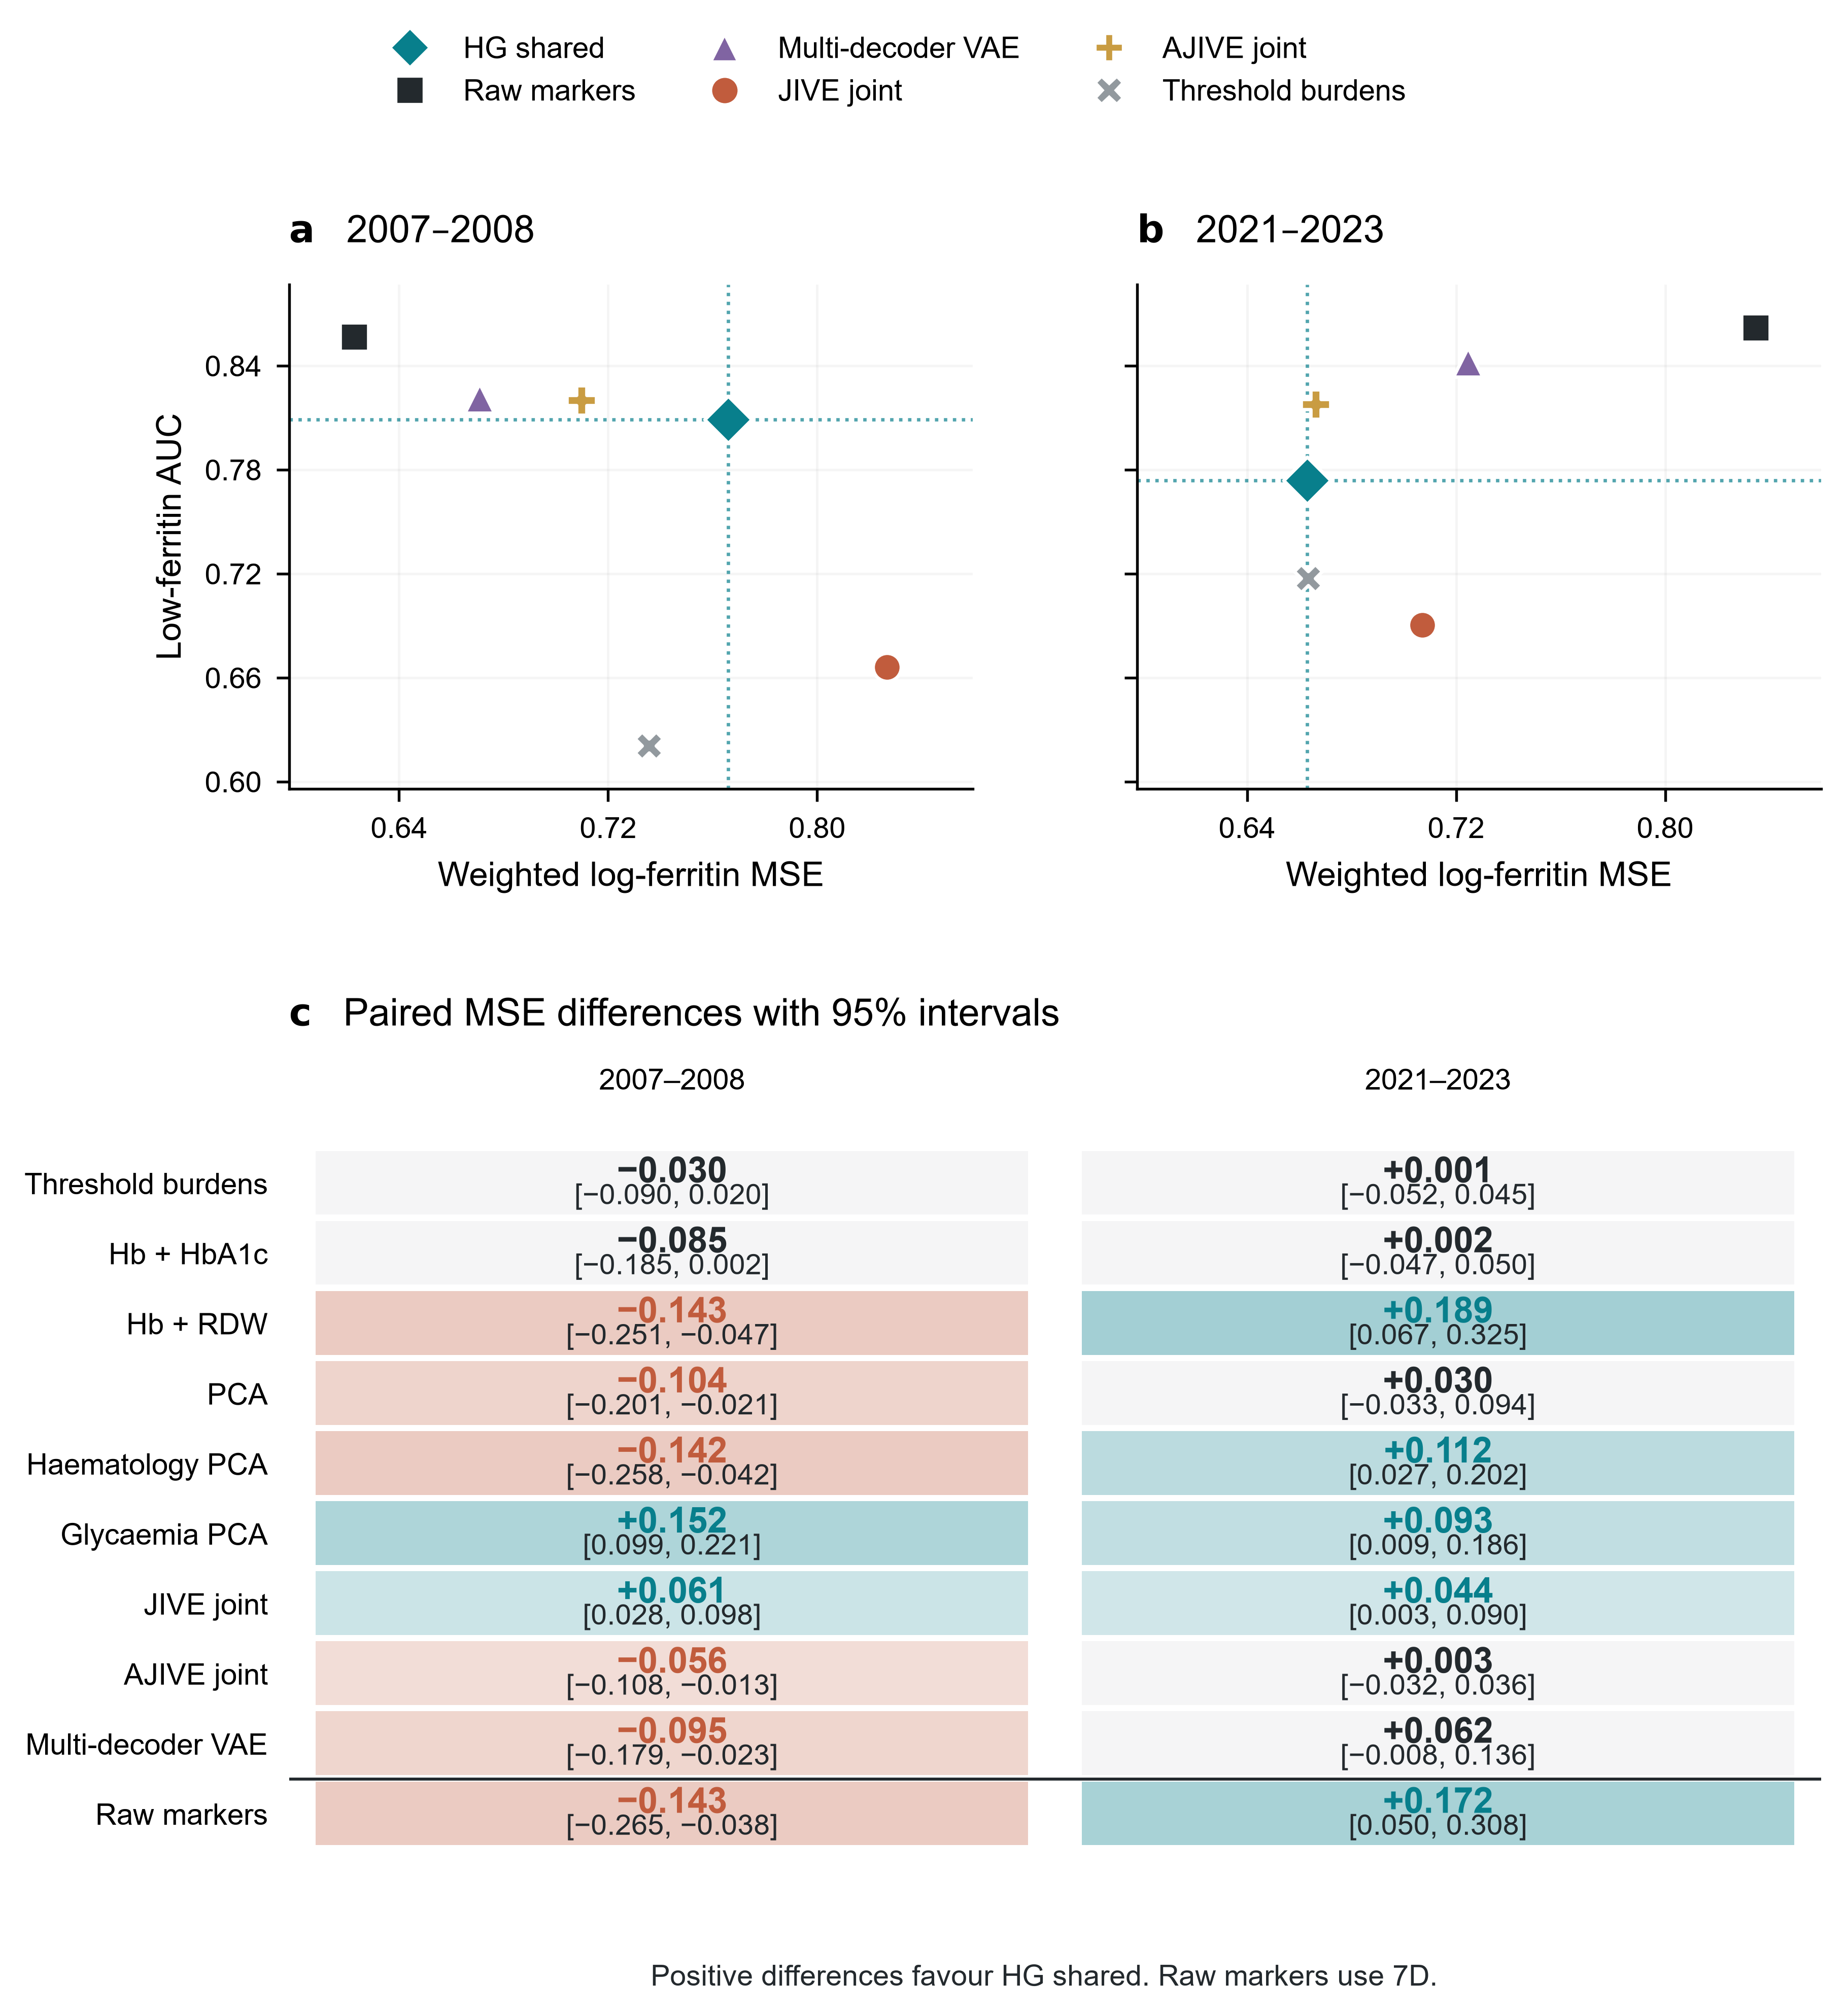 HG shared
Multi-decoder VAE
AJIVE joint
Raw markers
JIVE joint
Threshold burdens
a 2007–2008
b 2021–2023
Low-ferritin AUC
0.84
0.78
0.72
0.66
0.60
0.64
0.72
0.80
Weighted log-ferritin MSE
0.64
0.72
0.80
Weighted log-ferritin MSE
c Paired MSE differences with 95% intervals
2007–2008
2021–2023
Threshold burdens
−0.030
[−0.090, 0.020]
+0.001
[−0.052, 0.045]
Hb + HbA1c
−0.085
[−0.185, 0.002]
+0.002
[−0.047, 0.050]
Hb + RDW
−0.143
[−0.251, −0.047]
+0.189
[0.067, 0.325]
PCA
−0.104
[−0.201, −0.021]
+0.030
[−0.033, 0.094]
Haematology PCA
−0.142
[−0.258, −0.042]
+0.112
[0.027, 0.202]
Glycaemia PCA
+0.152
[0.099, 0.221]
+0.093
[0.009, 0.186]
JIVE joint
+0.061
[0.028, 0.098]
+0.044
[0.003, 0.090]
AJIVE joint
−0.056
[−0.108, −0.013]
+0.003
[−0.032, 0.036]
Multi-decoder VAE
−0.095
[−0.179, −0.023]
+0.062
[−0.008, 0.136]
Raw markers
−0.143
[−0.265, −0.038]
+0.172
[0.050, 0.308]
Positive differences favour HG shared. Raw markers use 7D.